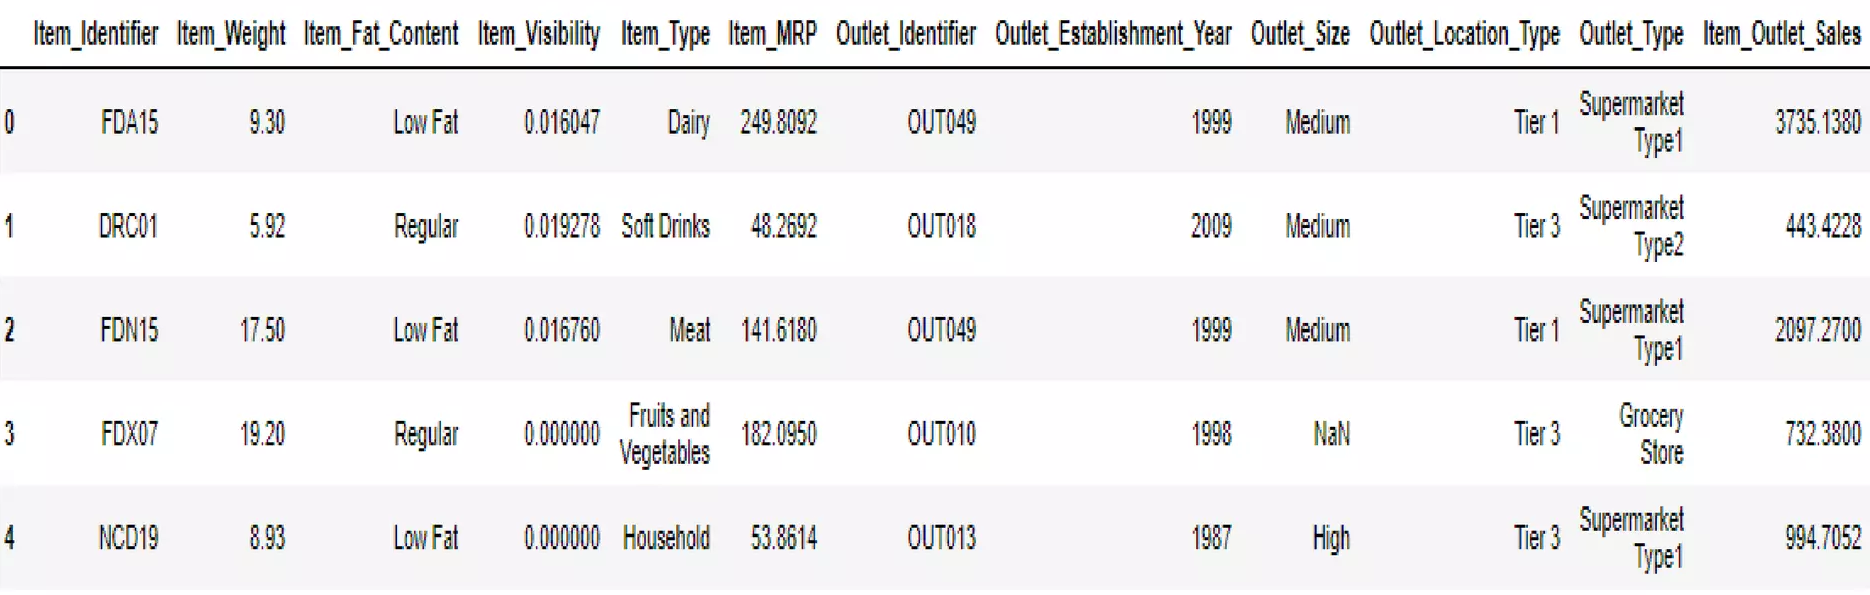 Item_Identifier Item_Weight Item_Fat_Content Item_Visibility Item_Type Item_MRP Outlet_Identifier Outlet_Establishment_Year Outlet_Size Outlet_Location_Type Outlet_Type Item_Outlet_Sales
0 FDA15 9.30 Low Fat 0.016047 Dairy 249.8092 OUT049 1999 Medium Tier 1 Supermarket Type1 3735.1380
1 DRC01 5.92 Regular 0.019278 Soft Drinks 48.2692 OUT018 2009 Medium Tier 3 Supermarket Type2 443.4228
2 FDN15 17.50 Low Fat 0.016760 Meat 141.6180 OUT049 1999 Medium Tier 1 Supermarket Type1 2097.2700
3 FDX07 19.20 Regular 0.000000 Fruits and Vegetables 182.0950 OUT010 1998 NaN Tier 3 Grocery Store 732.3800
4 NCD19 8.93 Low Fat 0.000000 Household 53.8614 OUT013 1987 High Tier 3 Supermarket Type1 994.7052